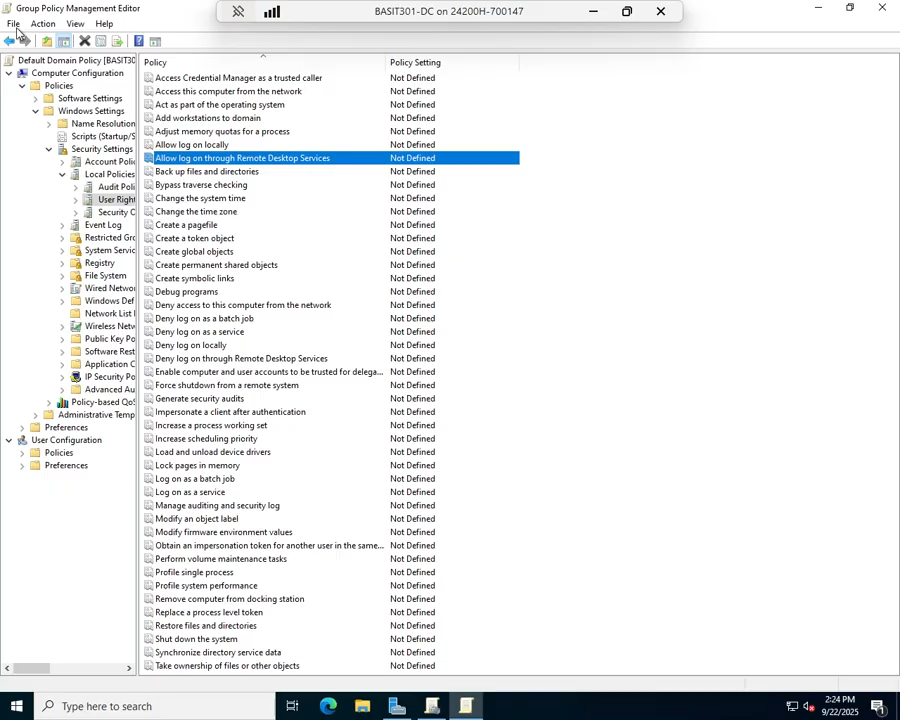 Group Policy Management Editor
BASIT301-DC on 24200H-700147
File Action View Help
Default Domain Policy [BASIT30
Computer Configuration
Policies
Software Settings
Windows Settings
Name Resolution
Scripts (Startup/S
Security Settings
Account Polic
Local Policies
Audit Poli
User Right
Security O
Event Log
Restricted Gro
System Servic
Registry
File System
Wired Netwo
Windows Def
Network List I
Wireless Netw
Public Key Po
Software Rest
Application C
IP Security Po
Advanced Au
Policy-based QoS
Administrative Temp
Preferences
User Configuration
Policies
Preferences
Policy Policy Setting
Access Credential Manager as a trusted caller Not Defined
Access this computer from the network Not Defined
Act as part of the operating system Not Defined
Add workstations to domain Not Defined
Adjust memory quotas for a process Not Defined
Allow log on locally Not Defined
Allow log on through Remote Desktop Services Not Defined
Back up files and directories Not Defined
Bypass traverse checking Not Defined
Change the system time Not Defined
Change the time zone Not Defined
Create a pagefile Not Defined
Create a token object Not Defined
Create global objects Not Defined
Create permanent shared objects Not Defined
Create symbolic links Not Defined
Debug programs Not Defined
Deny access to this computer from the network Not Defined
Deny log on as a batch job Not Defined
Deny log on as a service Not Defined
Deny log on locally Not Defined
Deny log on through Remote Desktop Services Not Defined
Enable computer and user accounts to be trusted for delega... Not Defined
Force shutdown from a remote system Not Defined
Generate security audits Not Defined
Impersonate a client after authentication Not Defined
Increase a process working set Not Defined
Increase scheduling priority Not Defined
Load and unload device drivers Not Defined
Lock pages in memory Not Defined
Log on as a batch job Not Defined
Log on as a service Not Defined
Manage auditing and security log Not Defined
Modify an object label Not Defined
Modify firmware environment values Not Defined
Obtain an impersonation token for another user in the same... Not Defined
Perform volume maintenance tasks Not Defined
Profile single process Not Defined
Profile system performance Not Defined
Remove computer from docking station Not Defined
Replace a process level token Not Defined
Restore files and directories Not Defined
Shut down the system Not Defined
Synchronize directory service data Not Defined
Take ownership of files or other objects Not Defined
Type here to search
2:24 PM
9/22/2025
1